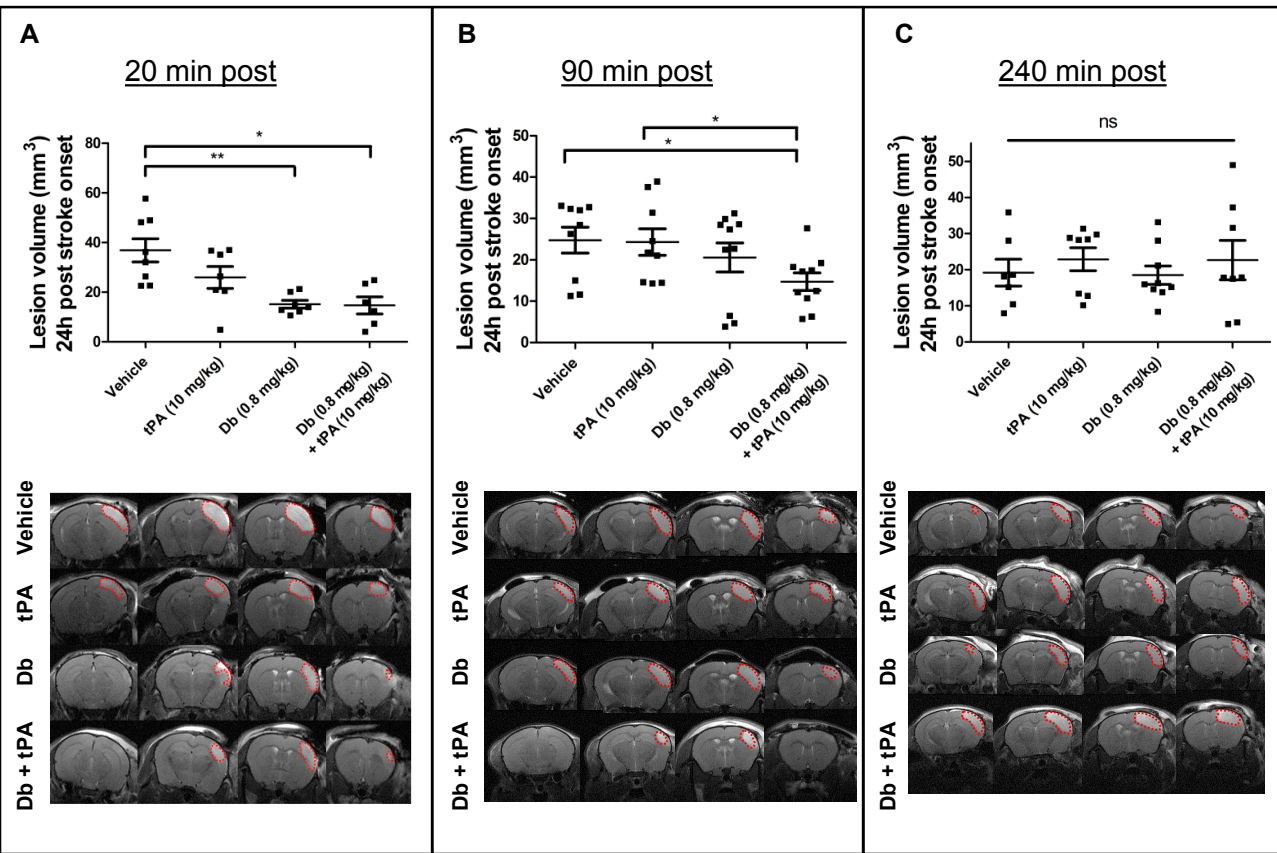 A
20 min post
Lesion volume (mm³)
24h post stroke onset
80
60
40
20
0
*
**
Vehicle
tPA (10 mg/kg)
Db (0.8 mg/kg)
Db (0.8 mg/kg)
+ tPA (10 mg/kg)
Vehicle
tPA
Db
Db + tPA
B
90 min post
Lesion volume (mm³)
24h post stroke onset
50
40
30
20
10
0
*
*
Vehicle
tPA (10 mg/kg)
Db (0.8 mg/kg)
Db (0.8 mg/kg)
+ tPA (10 mg/kg)
Vehicle
tPA
Db
Db + tPA
C
240 min post
Lesion volume (mm³)
24h post stroke onset
50
40
30
20
10
0
ns
Vehicle
tPA (10 mg/kg)
Db (0.8 mg/kg)
Db (0.8 mg/kg)
+ tPA (10 mg/kg)
Vehicle
tPA
Db
Db + tPA